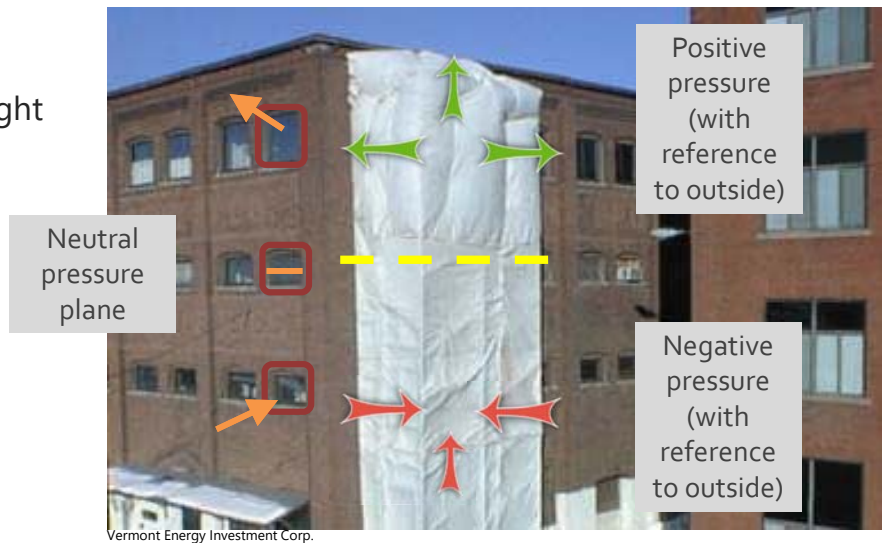 ght
Positive
pressure
(with
reference
to outside)
Neutral
pressure
plane
Negative
pressure
(with
reference
to outside)
Vermont Energy Investment Corp.